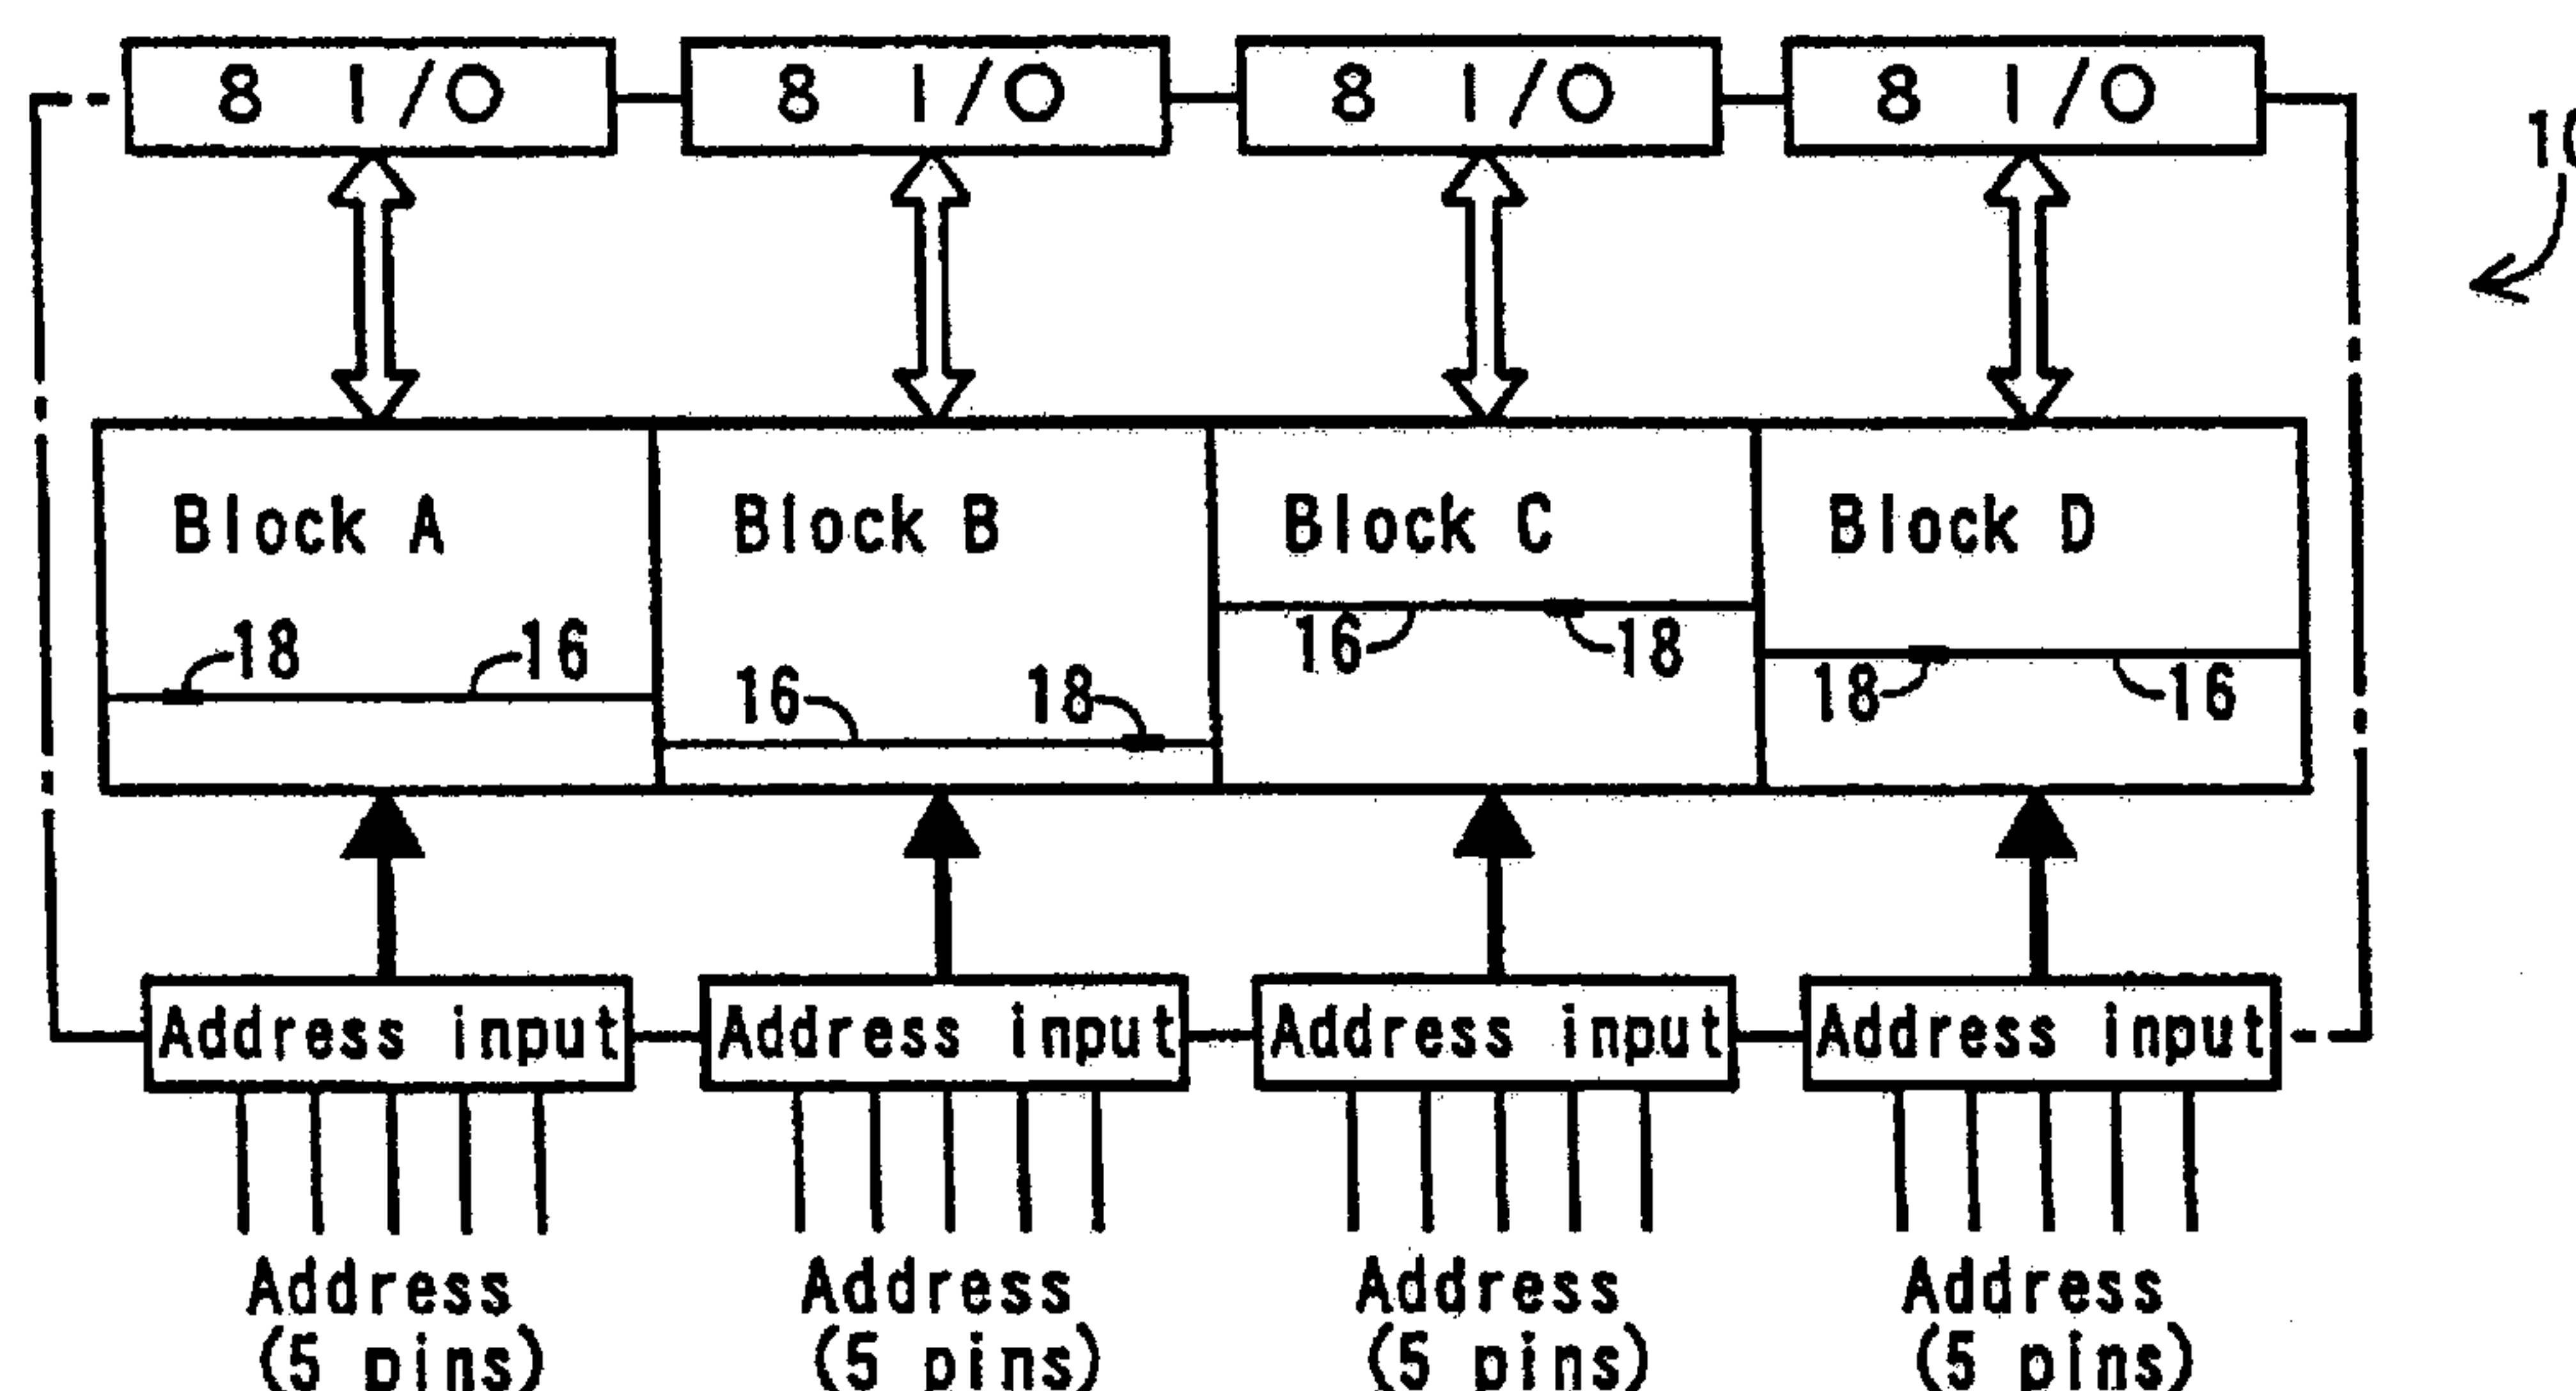 8 I/O 8 I/O 8 I/O 8 I/O
10
Block A Block B Block C Block D
18 16 16 18 16 18 18 16
Address input Address input Address input Address input
Address Address Address Address
(5 pins) (5 pins) (5 pins) (5 pins)